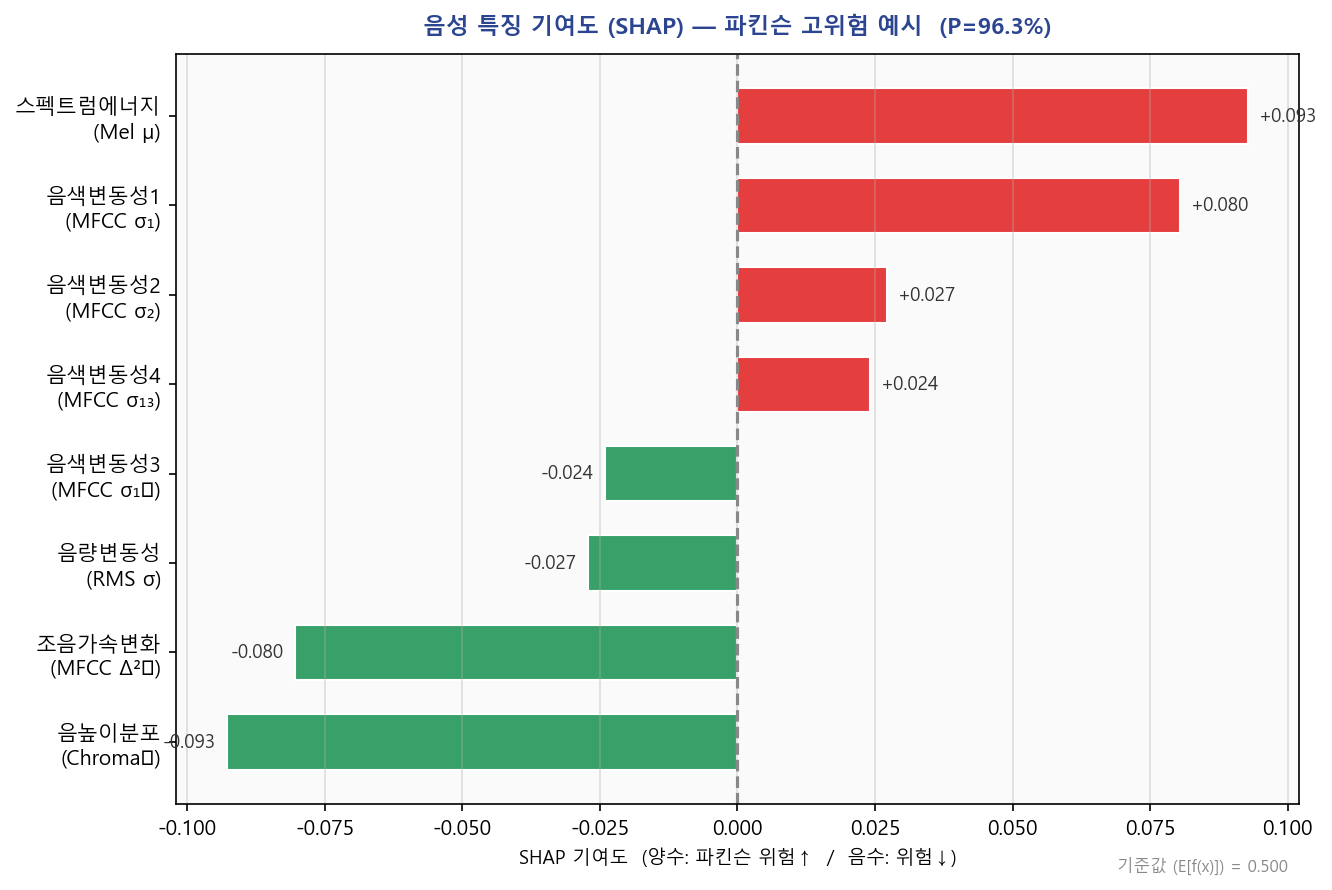 음성 특징 기여도 (SHAP) — 파킨슨 고위험 예시 (P=96.3%)
스펙트럼에너지
(Mel μ)
+0.093
음색변동성1
(MFCC σ₁)
+0.080
음색변동성2
(MFCC σ₂)
+0.027
음색변동성4
(MFCC σ₁₃)
+0.024
음색변동성3
(MFCC σ₁▯)
-0.024
음량변동성
(RMS σ)
-0.027
조음가속변화
(MFCC Δ²▯)
-0.080
음높이분포
(Chroma▯)
-0.093
-0.100 -0.075 -0.050 -0.025 0.000 0.025 0.050 0.075 0.100
SHAP 기여도 (양수: 파킨슨 위험↑ / 음수: 위험↓)
기준값 (E[f(x)]) = 0.500